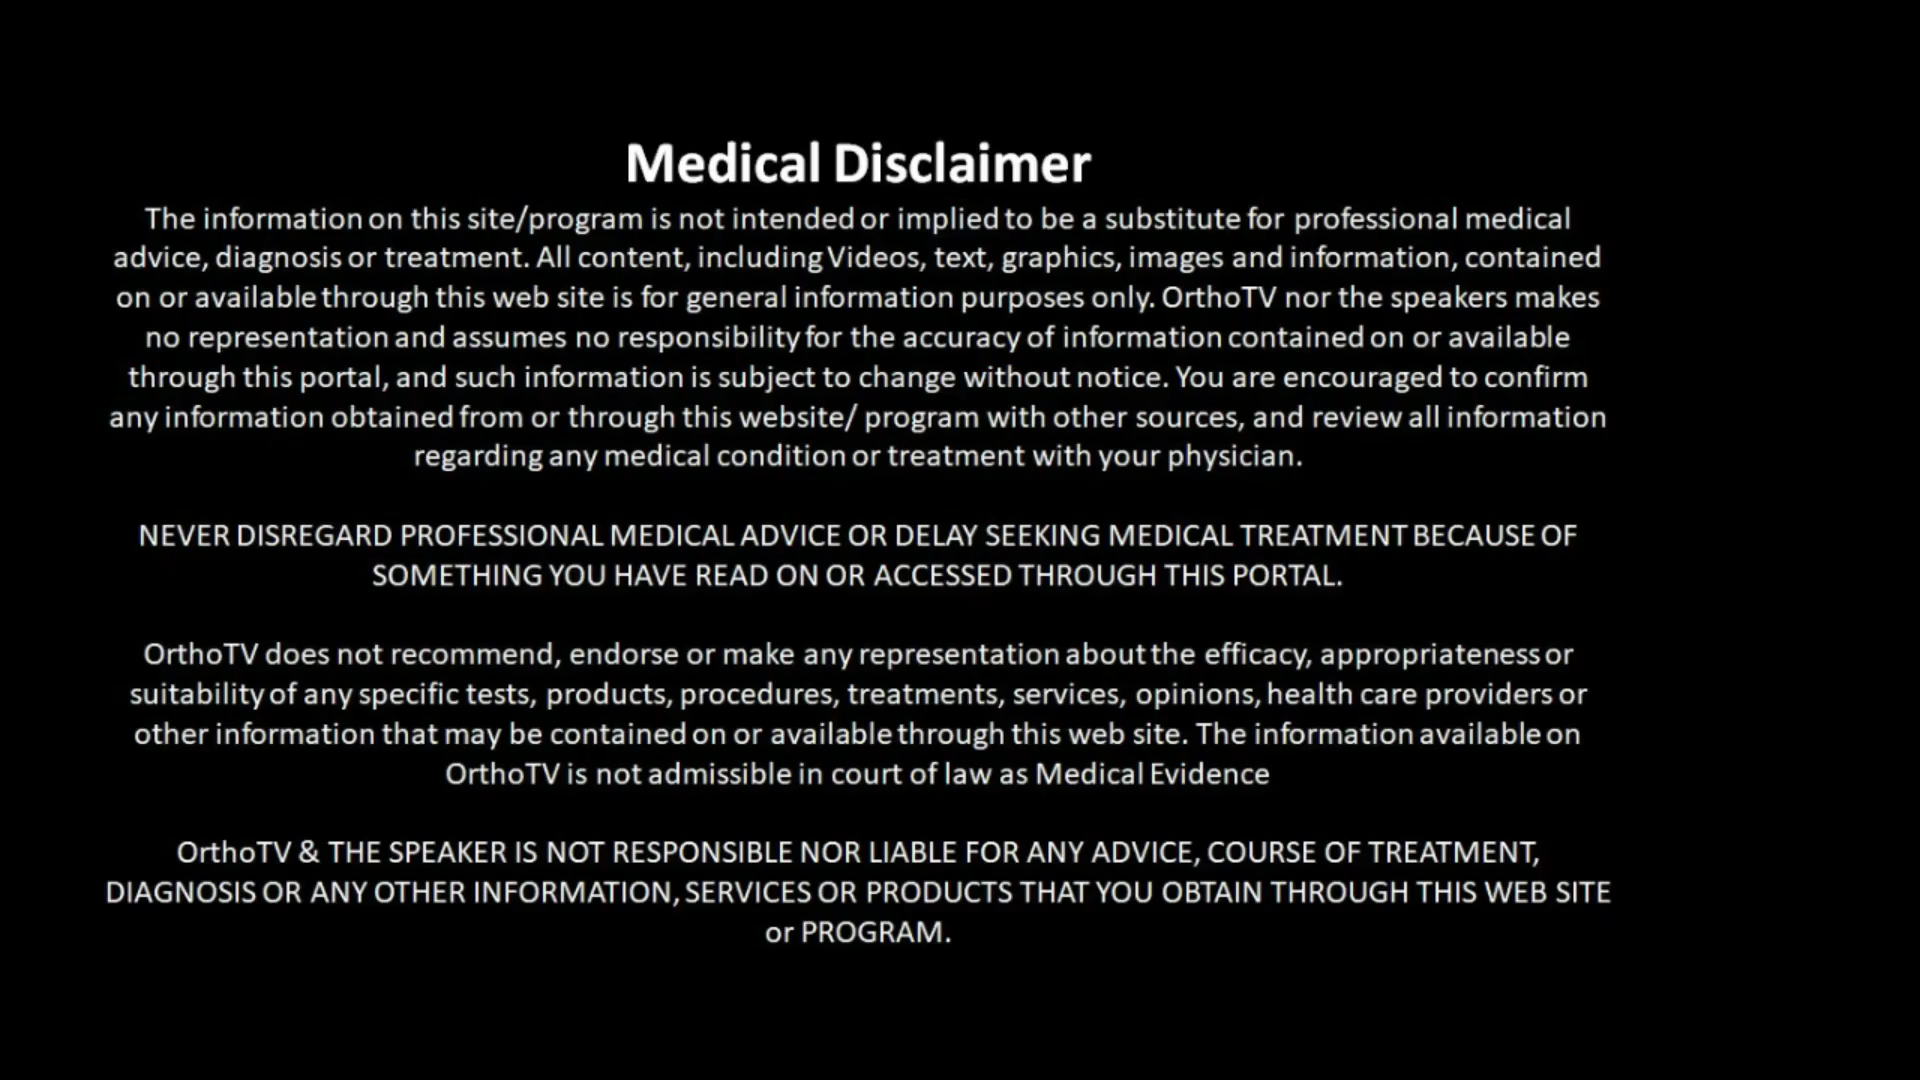 Medical Disclaimer
The information on this site/program is not intended or implied to be a substitute for professional medical
advice, diagnosis or treatment. All content, including Videos, text, graphics, images and information, contained
on or available through this web site is for general information purposes only. OrthoTV nor the speakers makes
no representation and assumes no responsibility for the accuracy of information contained on or available
through this portal, and such information is subject to change without notice. You are encouraged to confirm
any information obtained from or through this website/ program with other sources, and review all information
regarding any medical condition or treatment with your physician.
NEVER DISREGARD PROFESSIONAL MEDICAL ADVICE OR DELAY SEEKING MEDICAL TREATMENT BECAUSE OF
SOMETHING YOU HAVE READ ON OR ACCESSED THROUGH THIS PORTAL.
OrthoTV does not recommend, endorse or make any representation about the efficacy, appropriateness or
suitability of any specific tests, products, procedures, treatments, services, opinions, health care providers or
other information that may be contained on or available through this web site. The information available on
OrthoTV is not admissible in court of law as Medical Evidence
OrthoTV & THE SPEAKER IS NOT RESPONSIBLE NOR LIABLE FOR ANY ADVICE, COURSE OF TREATMENT,
DIAGNOSIS OR ANY OTHER INFORMATION, SERVICES OR PRODUCTS THAT YOU OBTAIN THROUGH THIS WEB SITE
or PROGRAM.